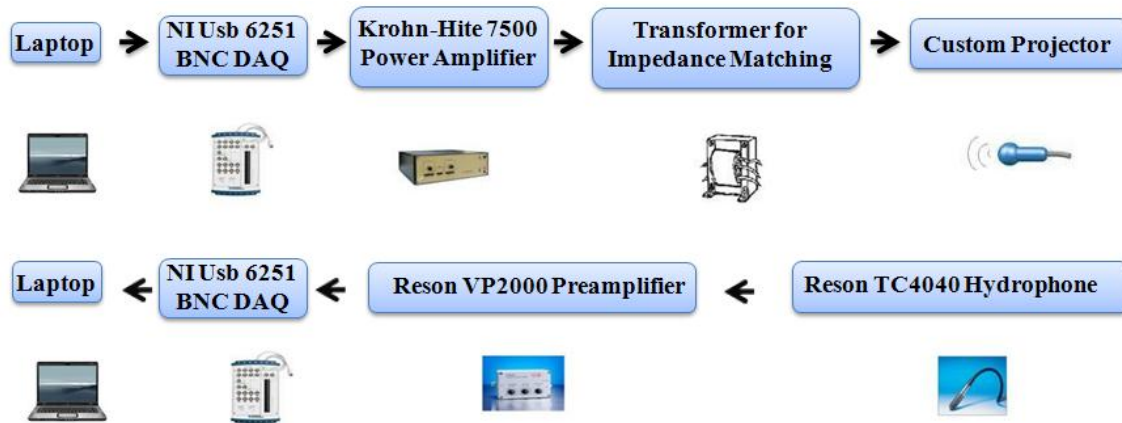 Laptop
NI Usb 6251
BNC DAQ
Krohn-Hite 7500
Power Amplifier
Transformer for
Impedance Matching
Custom Projector
Laptop
NI Usb 6251
BNC DAQ
Reson VP2000 Preamplifier
Reson TC4040 Hydrophone